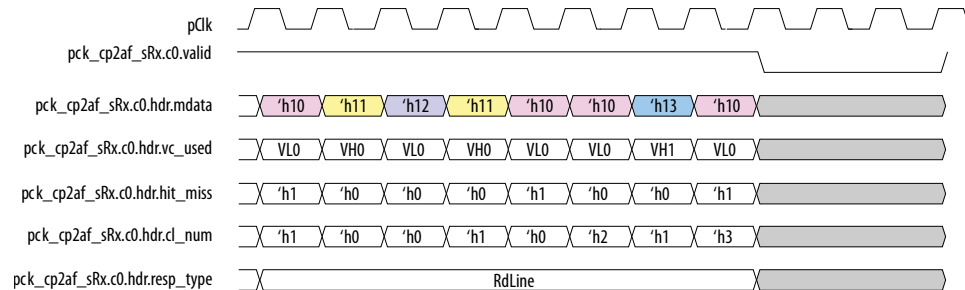 pClk
pck_cp2af_sRx.c0.valid
pck_cp2af_sRx.c0.hdr.mdata ‘h10 ‘h11 ‘h12 ‘h11 ‘h10 ‘h10 ‘h13 ‘h10
pck_cp2af_sRx.c0.hdr.vc_used VL0 VH0 VL0 VH0 VL0 VL0 VH1 VL0
pck_cp2af_sRx.c0.hdr.hit_miss ‘h1 ‘h0 ‘h0 ‘h0 ‘h1 ‘h0 ‘h0 ‘h1
pck_cp2af_sRx.c0.hdr.cl_num ‘h1 ‘h0 ‘h0 ‘h1 ‘h0 ‘h2 ‘h1 ‘h3
pck_cp2af_sRx.c0.hdr.resp_type RdLine